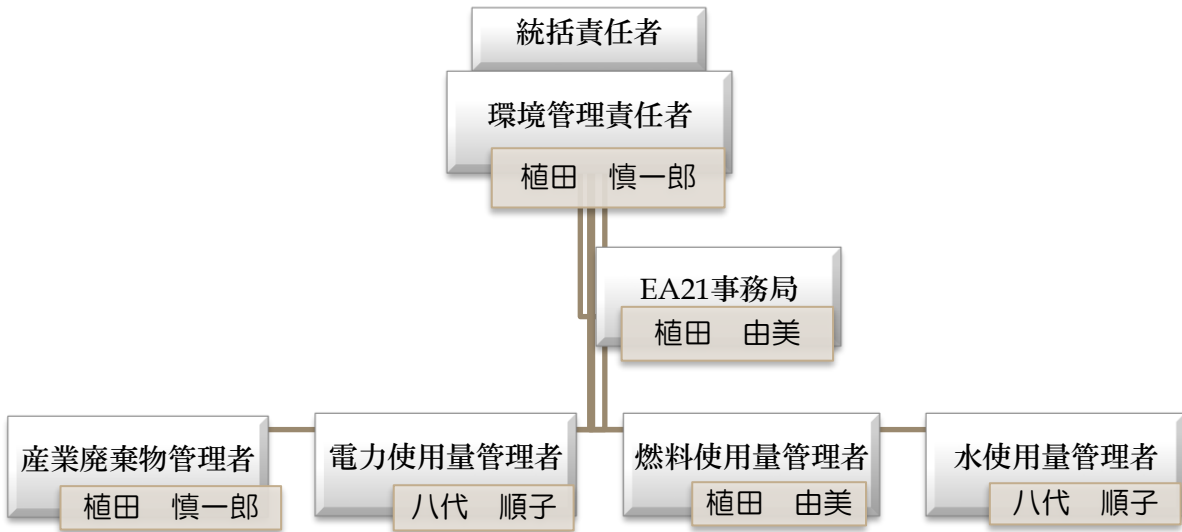 統括責任者
環境管理責任者
植田　慎一郎
EA21事務局
植田　由美
産業廃棄物管理者
植田　慎一郎
電力使用量管理者
八代　順子
燃料使用量管理者
植田　由美
水使用量管理者
八代　順子